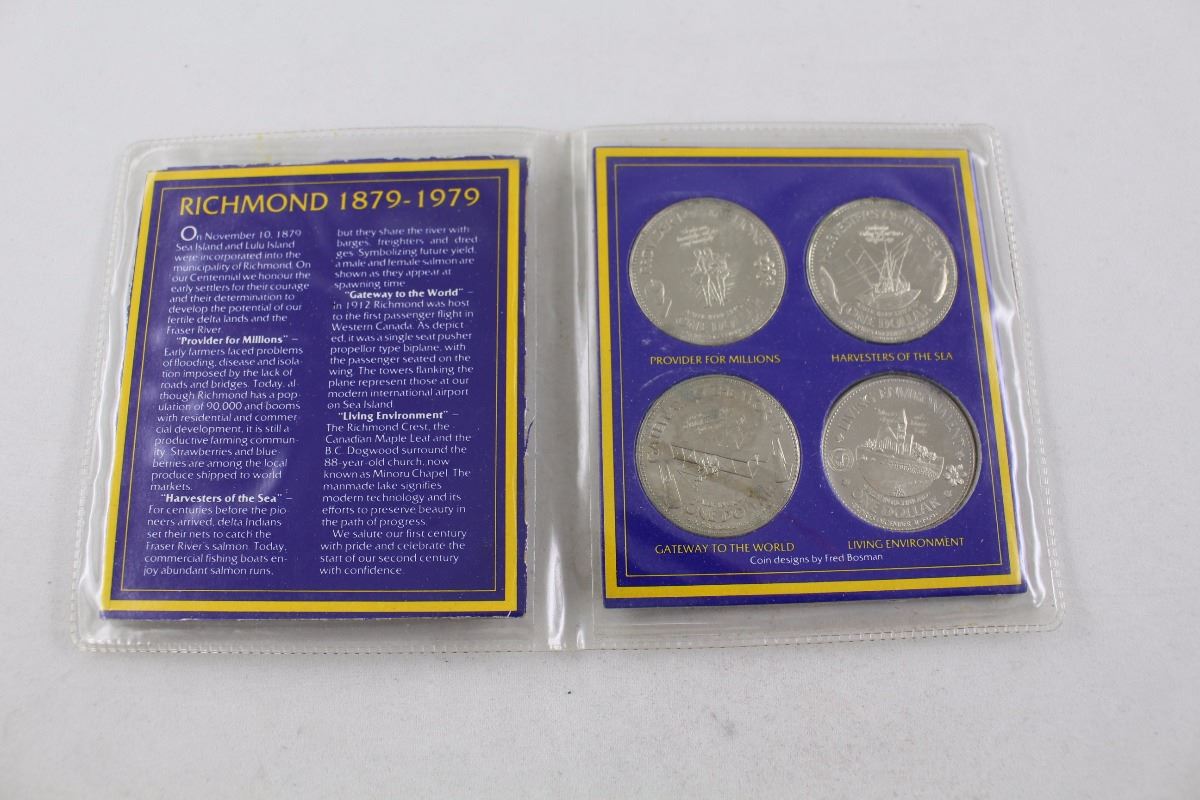 RICHMOND 1879-1979
On November 10, 1879
Sea Island and Lulu Island
were incorporated into the
municipality of Richmond. On
our Centennial we honour the
early settlers for their courage
and their determination to
develop the potential of our
fertile delta lands and the
Fraser River.
"Provider for Millions" –
Early farmers faced problems
of flooding, disease and isola-
tion imposed by the lack of
roads and bridges. Today, al-
though Richmond has a pop-
ulation of 90,000 and booms
with residential and commer-
cial development, it is still a
productive farming commun-
ity. Strawberries and blue-
berries are among the local
produce shipped to world
markets.
"Harvesters of the Sea" –
For centuries before the pio-
neers arrived, delta Indians
set their nets to catch the
Fraser River's salmon. Today,
commercial fishing boats en-
joy abundant salmon runs,
but they share the river with
barges, freighters and dred-
ges. Symbolizing future yield,
a male and female salmon are
shown as they appear at
spawning time.
"Gateway to the World" –
In 1912 Richmond was host
to the first passenger flight in
Western Canada. As depict-
ed, it was a single seat pusher
propellor type biplane, with
the passenger seated on the
wing. The towers flanking the
plane represent those at our
modern international airport
on Sea Island.
"Living Environment" –
The Richmond Crest, the
Canadian Maple Leaf and the
B.C. Dogwood surround the
88-year-old church, now
known as Minoru Chapel. The
manmade lake signifies
modern technology and its
efforts to preserve beauty in
the path of progress.
We salute our first century
with pride and celebrate the
start of our second century
with confidence.
PROVIDER FOR MILLIONS
ONE DOLLAR
PROVIDER FOR MILLIONS
HARVESTERS OF THE SEA
ONE DOLLAR
HARVESTERS OF THE SEA
GATEWAY TO THE WORLD
ONE DOLLAR
GATEWAY TO THE WORLD
LIVING ENVIRONMENT
ONE DOLLAR
LIVING ENVIRONMENT
Coin designs by Fred Bosman